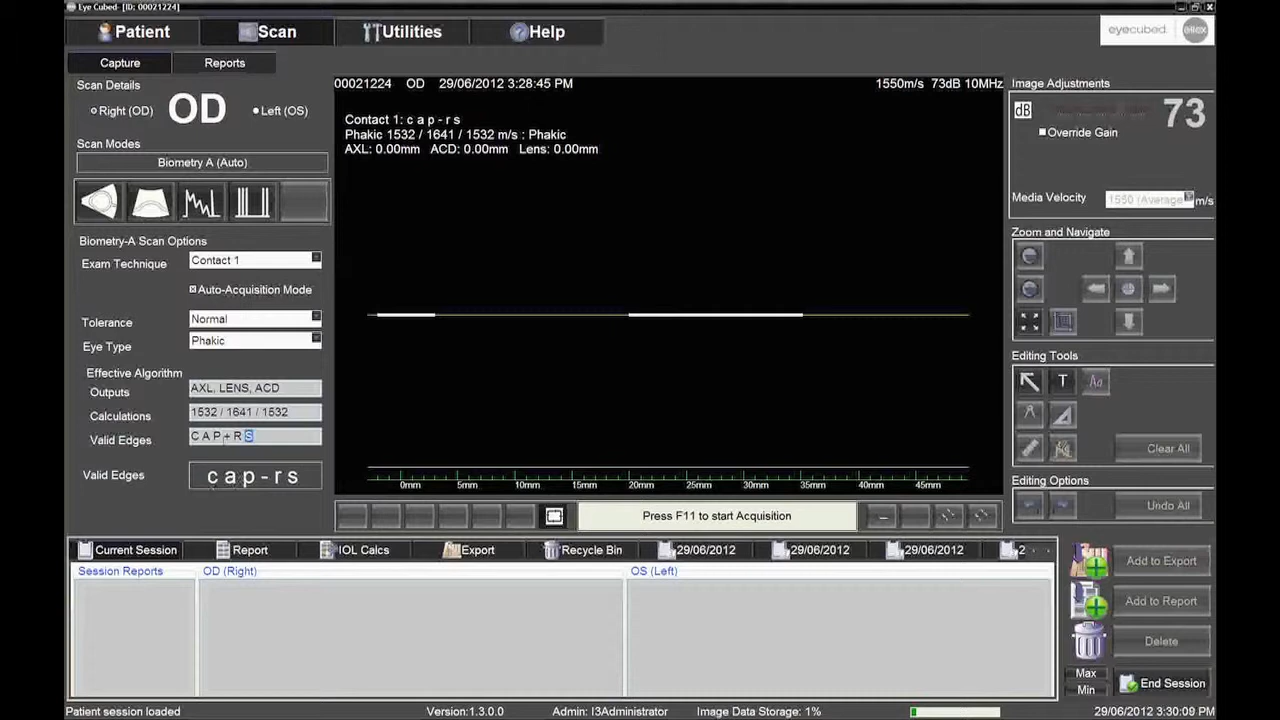 Eye Cubed- [ID: 00021224]
Patient
Scan
Utilities
Help
eyecubed
ellex
Capture
Reports
Scan Details
Right (OD)
OD
Left (OS)
Scan Modes
Biometry A (Auto)
Biometry-A Scan Options
Exam Technique
Contact 1
Auto-Acquisition Mode
Tolerance
Normal
Eye Type
Phakic
Effective Algorithm
Outputs
AXL, LENS, ACD
Calculations
1532 / 1641 / 1532
Valid Edges
C A P + R S
Valid Edges
c a p - r s
00021224 OD 29/06/2012 3:28:45 PM
1550m/s 73dB 10MHz
Contact 1: c a p - r s
Phakic 1532 / 1641 / 1532 m/s : Phakic
AXL: 0.00mm ACD: 0.00mm Lens: 0.00mm
0mm 5mm 10mm 15mm 20mm 25mm 30mm 35mm 40mm 45mm
Press F11 to start Acquisition
Image Adjustments
dB
73
Override Gain
Media Velocity
1550 (Average
m/s
Zoom and Navigate
Editing Tools
T
Aa
Clear All
Editing Options
Undo All
Current Session
Report
IOL Calcs
Export
Recycle Bin
29/06/2012
29/06/2012
29/06/2012
2
Session Reports
OD (Right)
OS (Left)
Add to Export
Add to Report
Delete
Max
Min
End Session
Patient session loaded
Version:1.3.0.0
Admin: I3Administrator
Image Data Storage: 1%
29/06/2012 3:30:09 PM